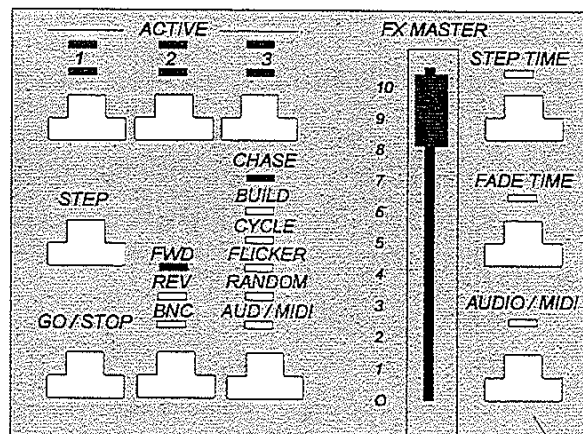 ACTIVE
1 2 3
FX MASTER
STEP TIME
10
9
8
7
6
5
4
3
2
1
0
CHASE
BUILD
CYCLE
FLICKER
RANDOM
AUD / MIDI
STEP
FWD
REV
BNC
GO / STOP
FADE TIME
AUDIO / MIDI